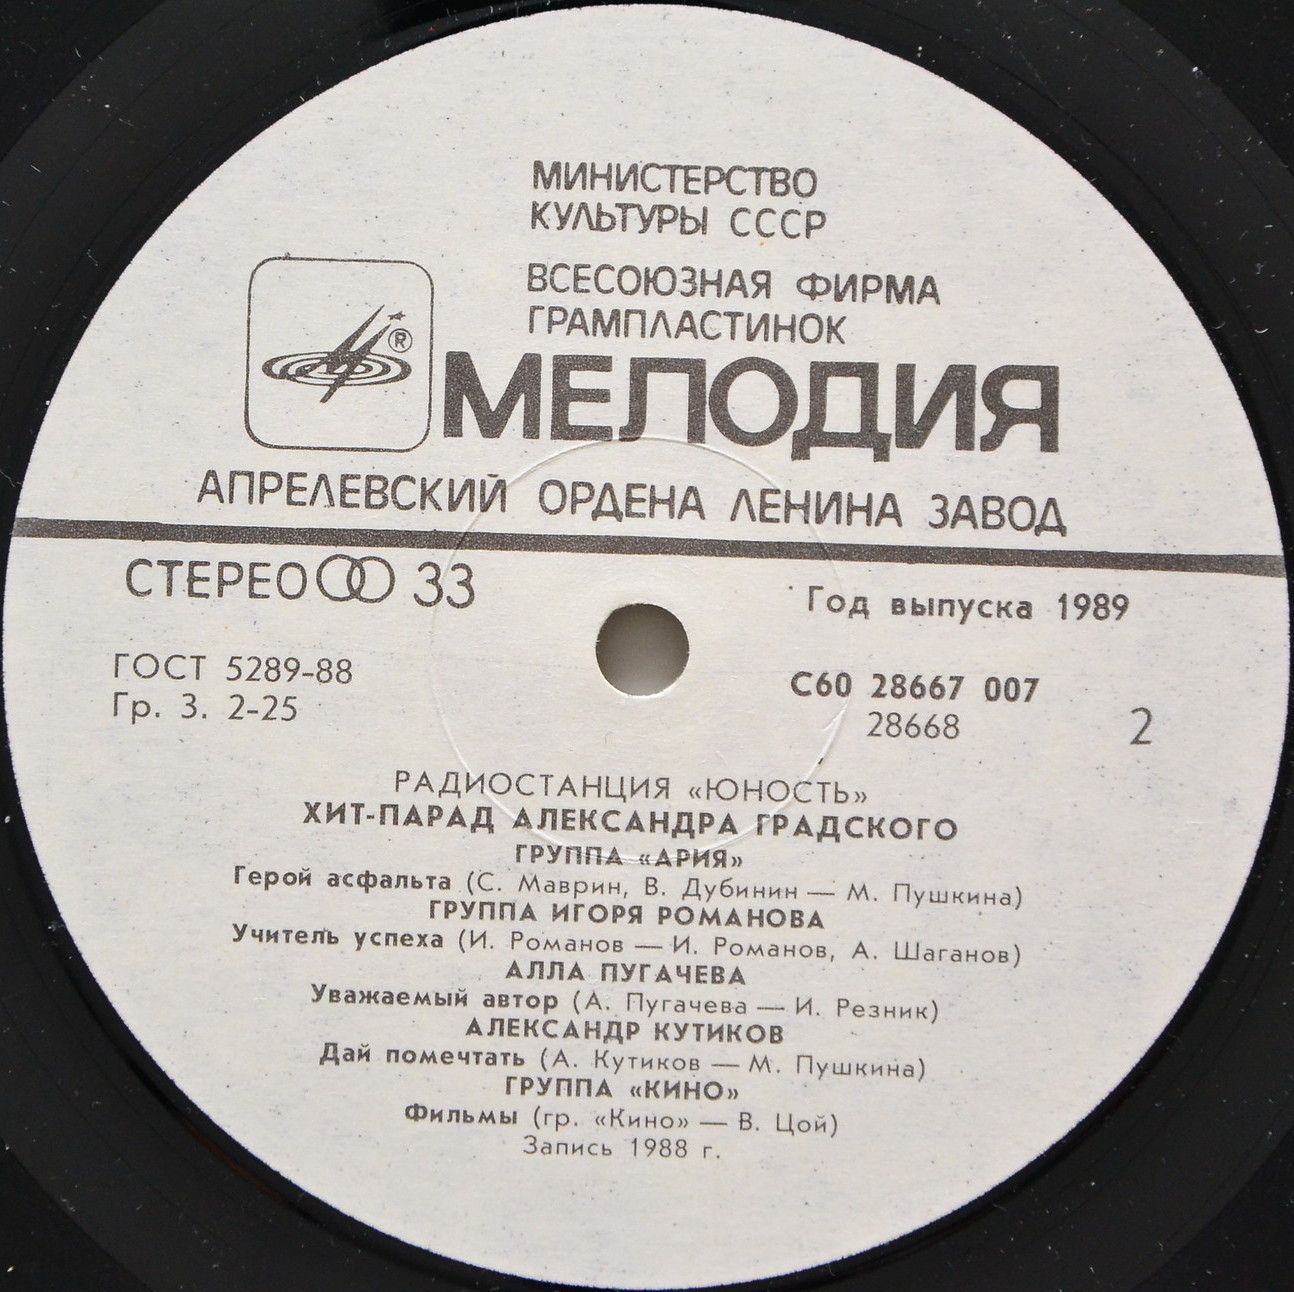 МИНИСТЕРСТВО
КУЛЬТУРЫ СССР
ВСЕСОЮЗНАЯ ФИРМА
ГРАМПЛАСТИНОК
®
МЕЛОДИЯ
АПРЕЛЕВСКИЙ ОРДЕНА ЛЕНИНА ЗАВОД
СТЕРЕО 33
Год выпуска 1989
ГОСТ 5289-88
Гр. 3. 2-25
С60 28667 007
28668
2
РАДИОСТАНЦИЯ «ЮНОСТЬ»
ХИТ-ПАРАД АЛЕКСАНДРА ГРАДСКОГО
ГРУППА «АРИЯ»
Герой асфальта (С. Маврин, В. Дубинин — М. Пушкина)
ГРУППА ИГОРЯ РОМАНОВА
Учитель успеха (И. Романов — И. Романов, А. Шаганов)
АЛЛА ПУГАЧЕВА
Уважаемый автор (А. Пугачева — И. Резник)
АЛЕКСАНДР КУТИКОВ
Дай помечтать (А. Кутиков — М. Пушкина)
ГРУППА «КИНО»
Фильмы (гр. «Кино» — В. Цой)
Запись 1988 г.